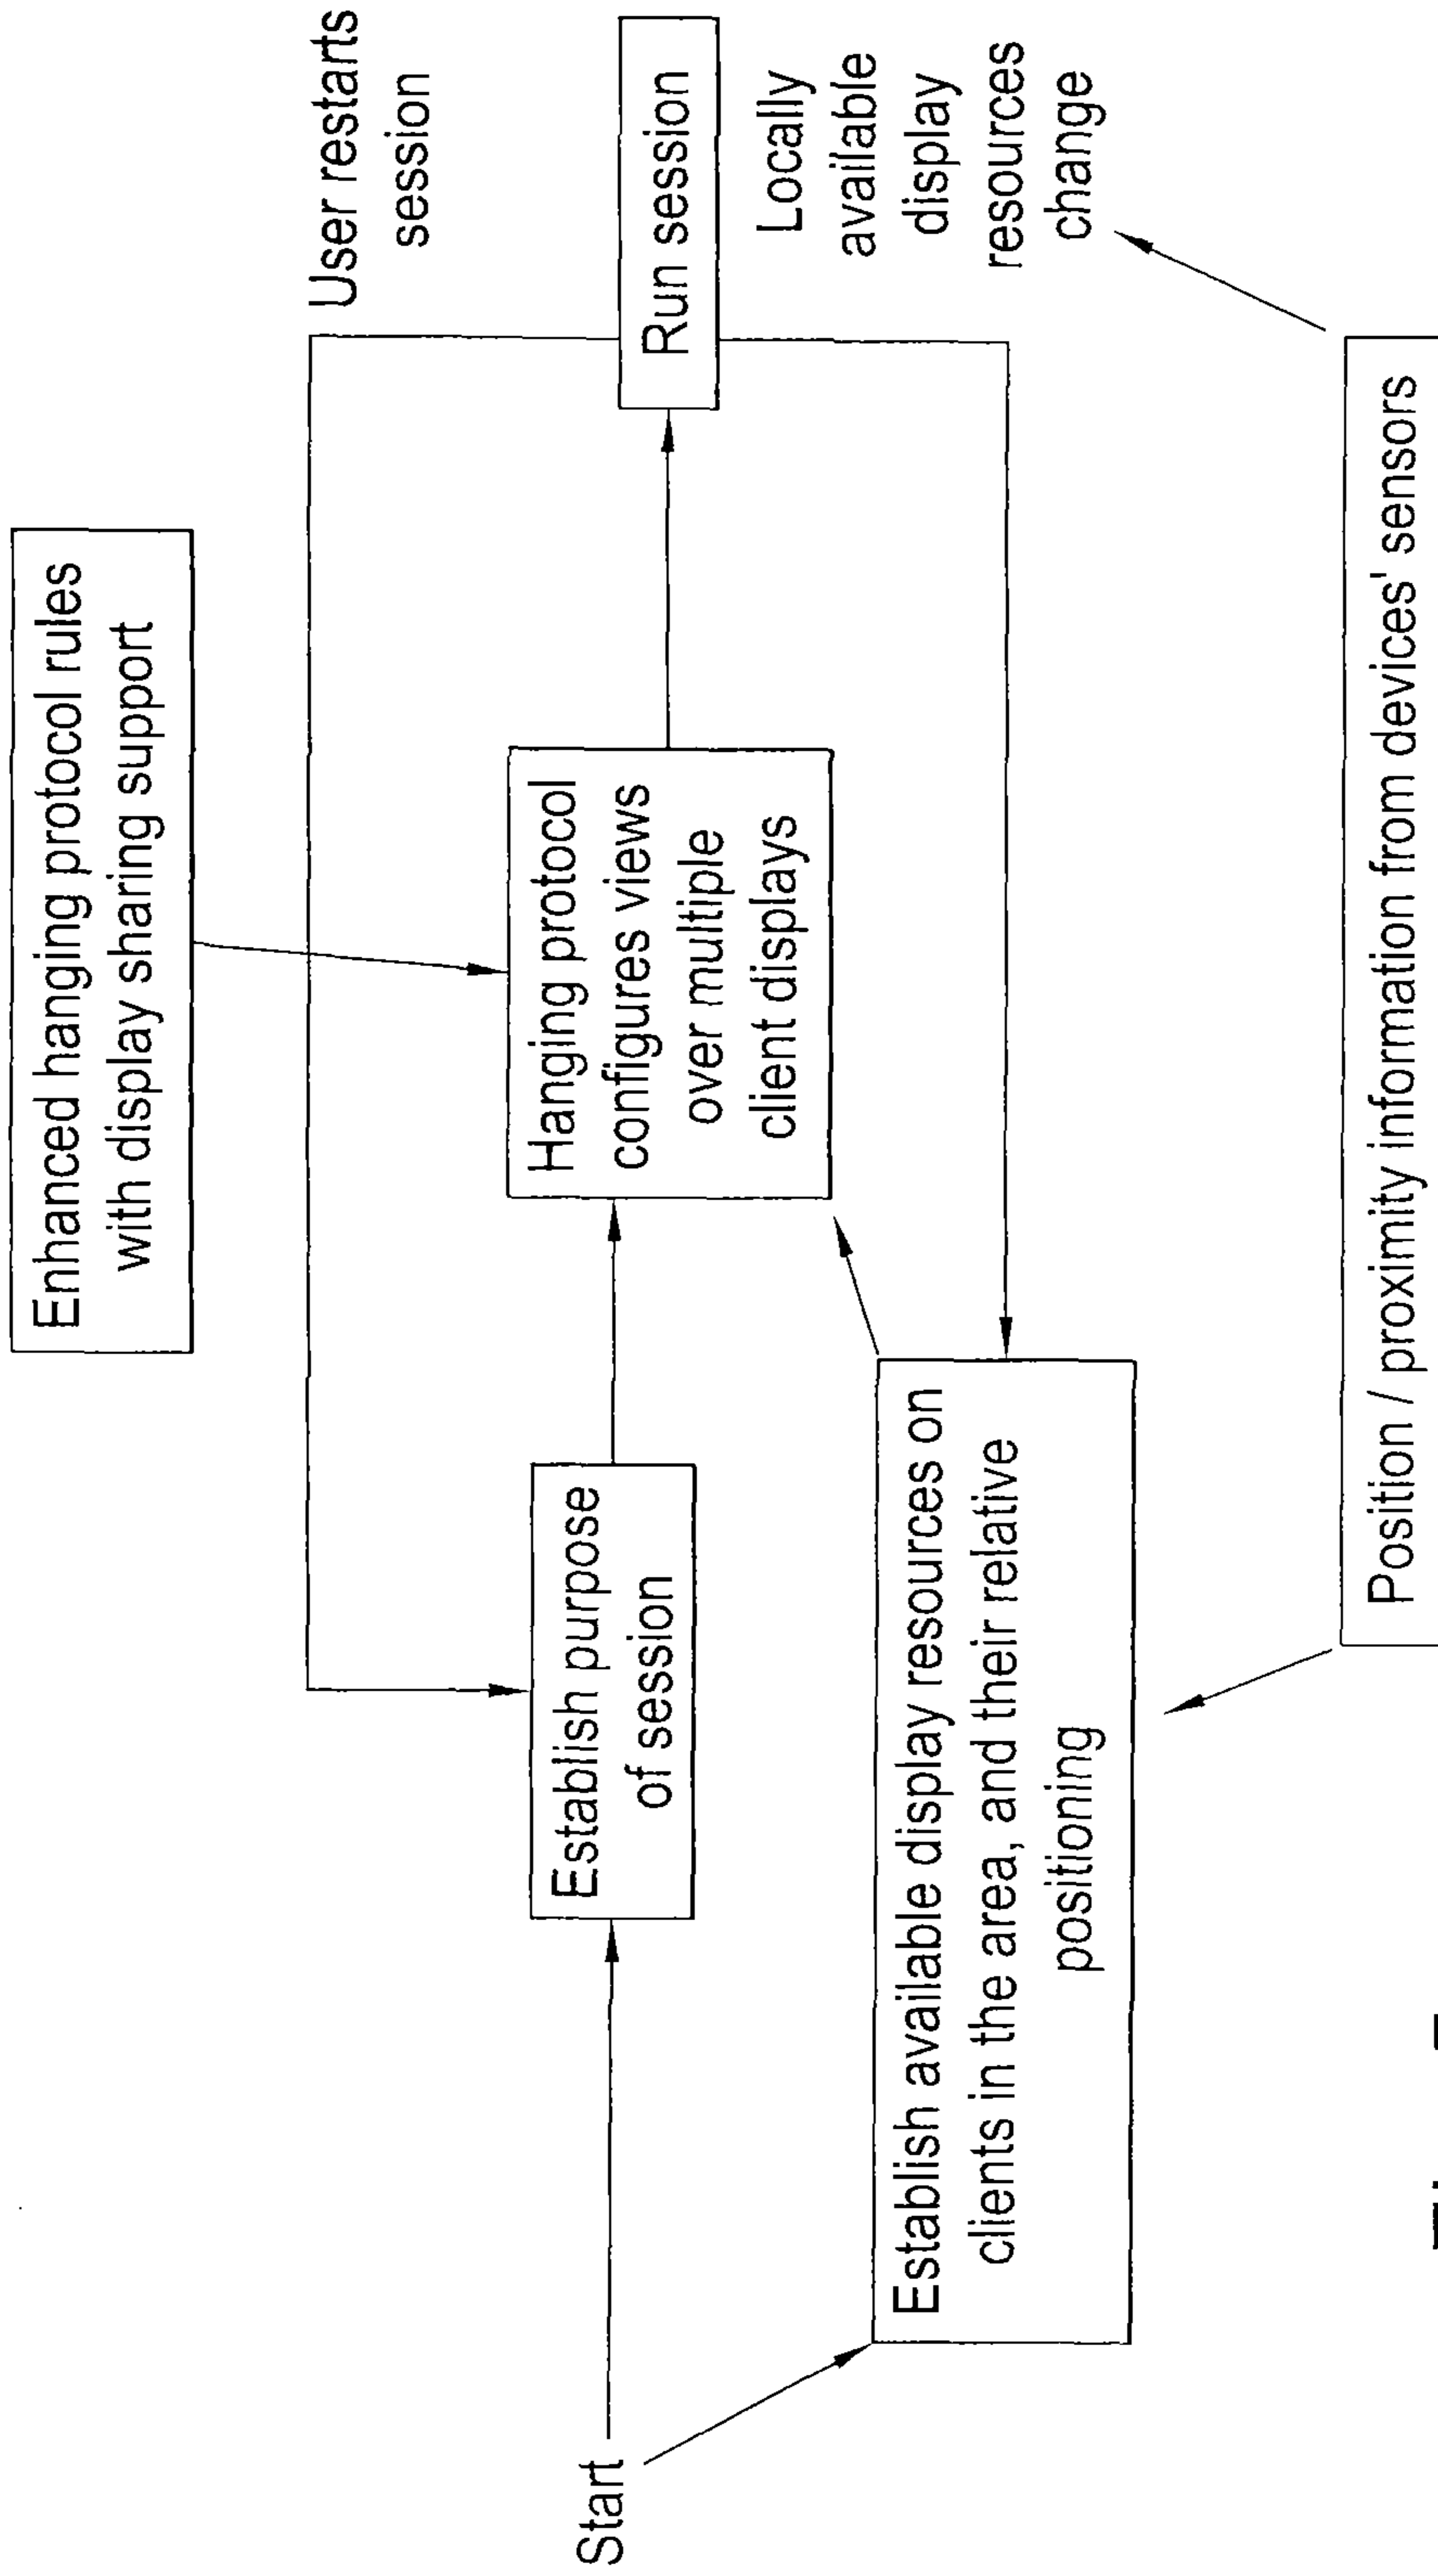 Enhanced hanging protocol rules
with display sharing support
User restarts
session
Start
Establish purpose
of session
Hanging protocol
configures views
over multiple
client displays
Run session
Locally
available
display
resources
change
Establish available display resources on
clients in the area, and their relative
positioning
Position / proximity information from devices' sensors